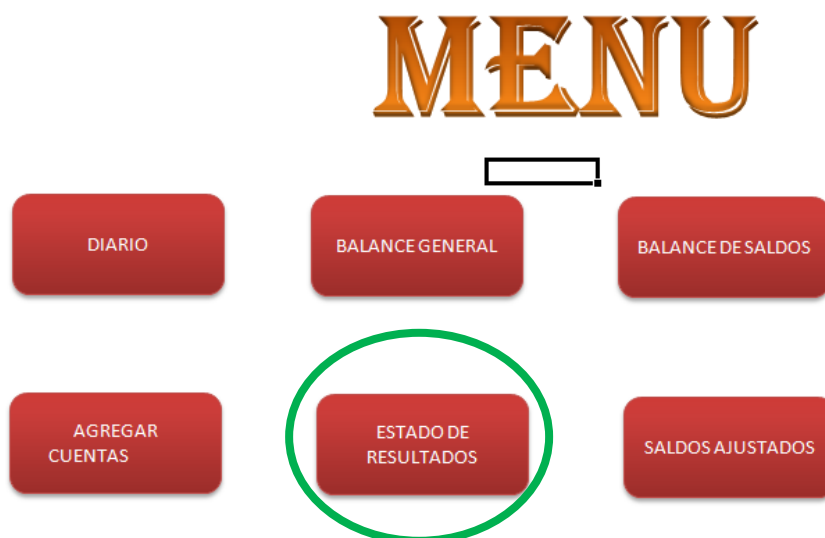 MENU
DIARIO
BALANCE GENERAL
BALANCE DE SALDOS
AGREGAR
CUENTAS
ESTADO DE
RESULTADOS
SALDOS AJUSTADOS